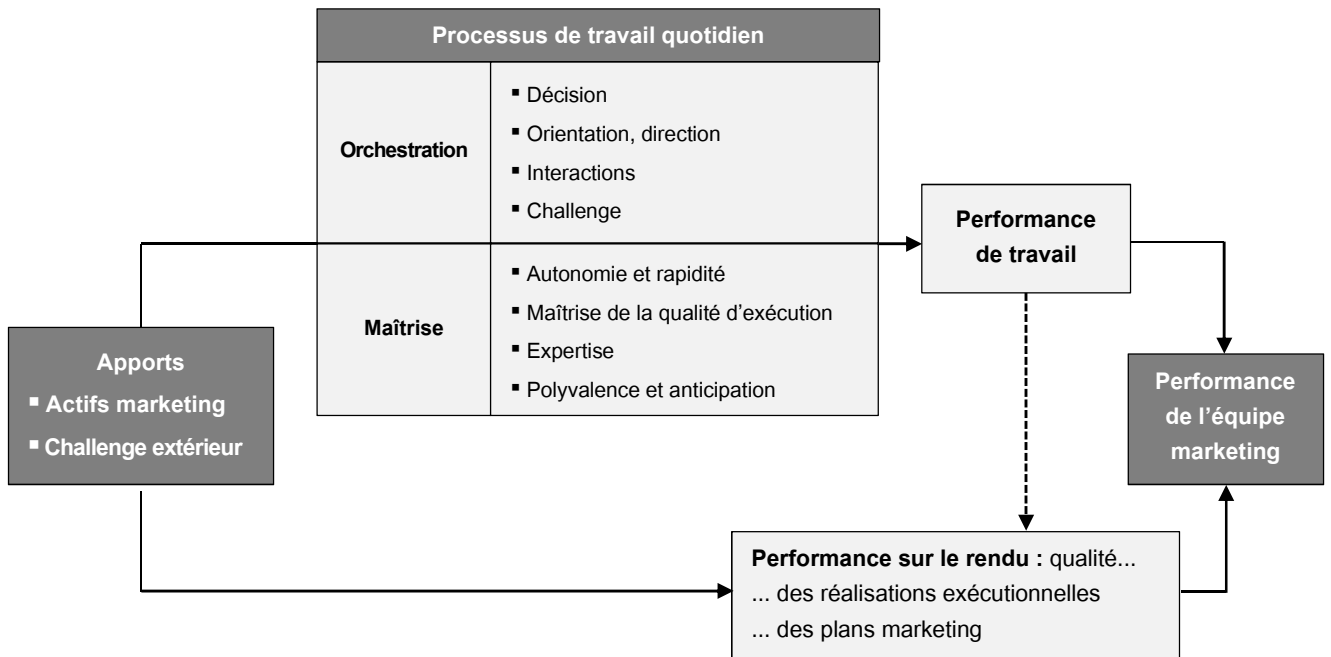 Processus de travail quotidien
Orchestration
▪ Décision
▪ Orientation, direction
▪ Interactions
▪ Challenge
Maîtrise
▪ Autonomie et rapidité
▪ Maîtrise de la qualité d’exécution
▪ Expertise
▪ Polyvalence et anticipation
Apports
▪ Actifs marketing
▪ Challenge extérieur
Performance
de travail
Performance
de l’équipe
marketing
Performance sur le rendu : qualité...
... des réalisations exécutionnelles
... des plans marketing